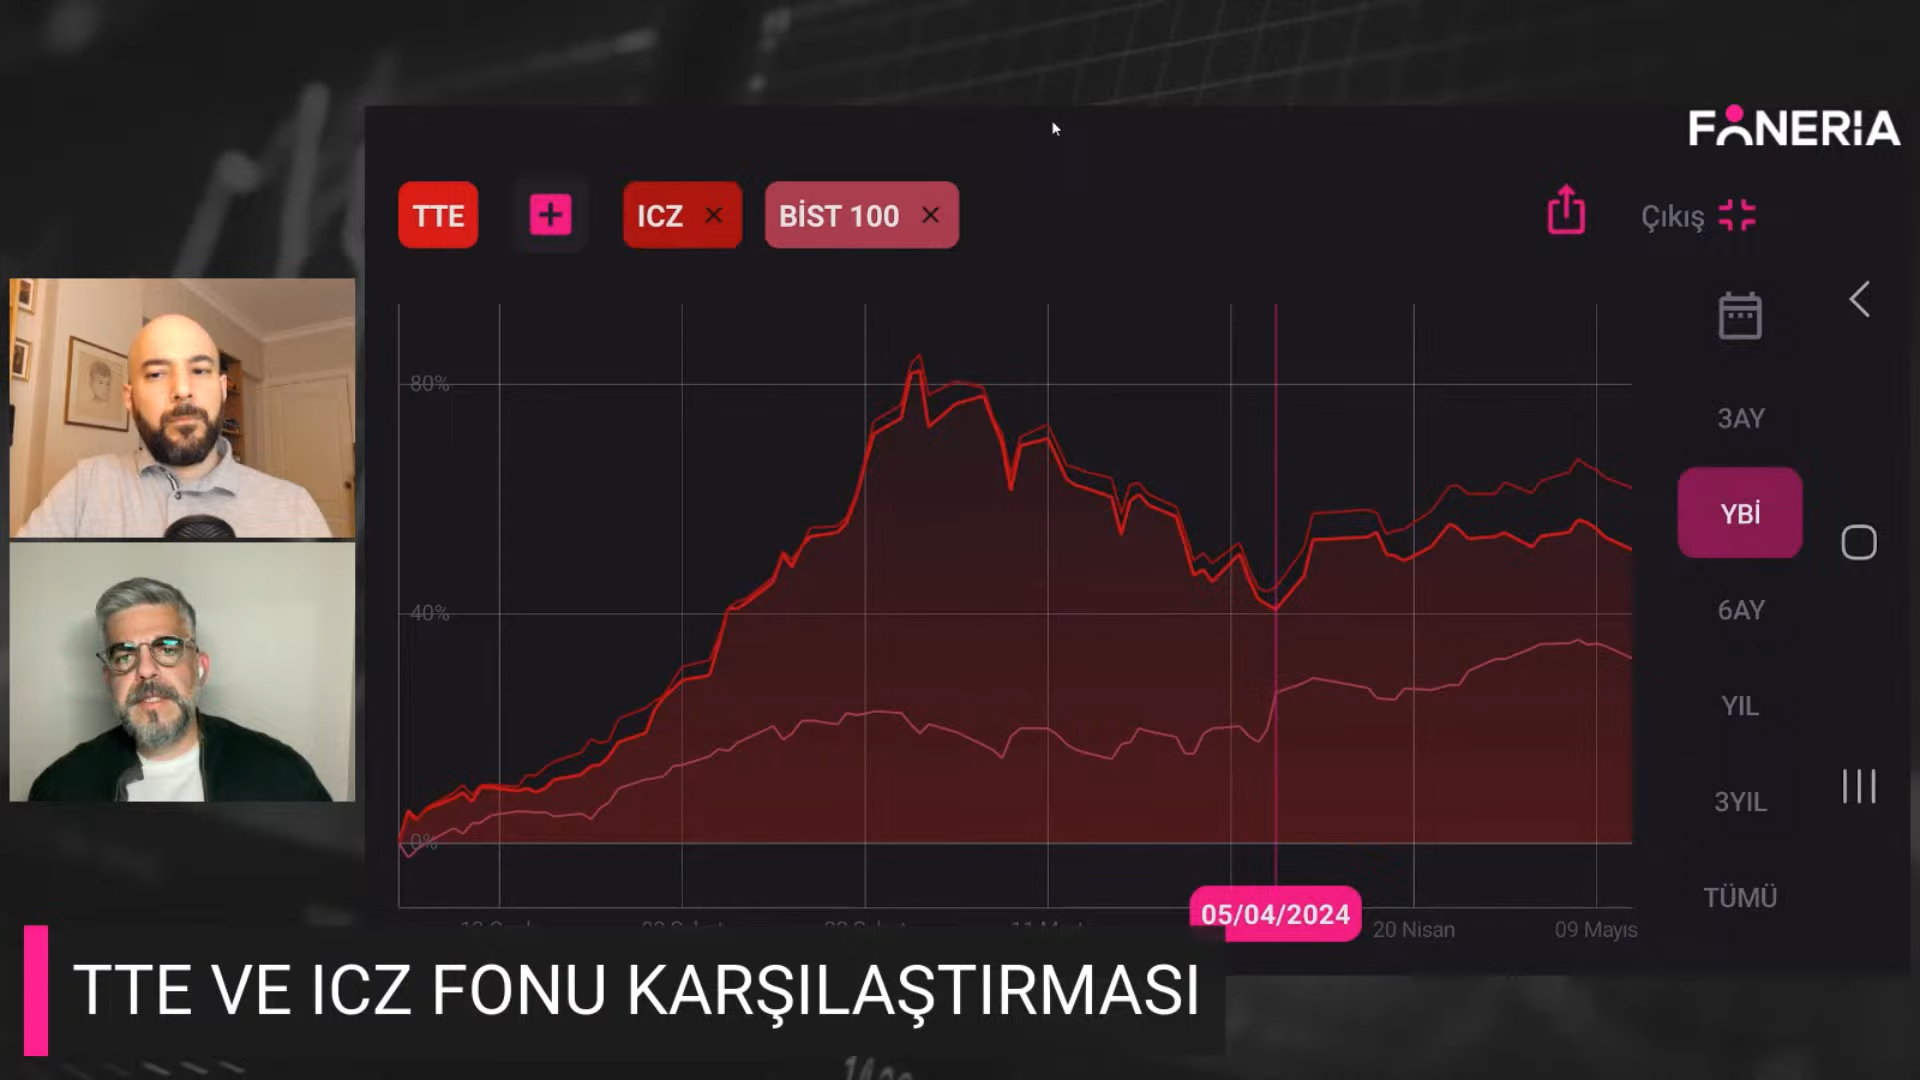 FONERIA
TTE
ICZ
BİST 100
Çıkış
80%
40%
0%
3AY
YBİ
6AY
YIL
3YIL
TÜMÜ
05/04/2024
20 Nisan
09 Mayıs
TTE VE ICZ FONU KARŞILAŞTIRMASI